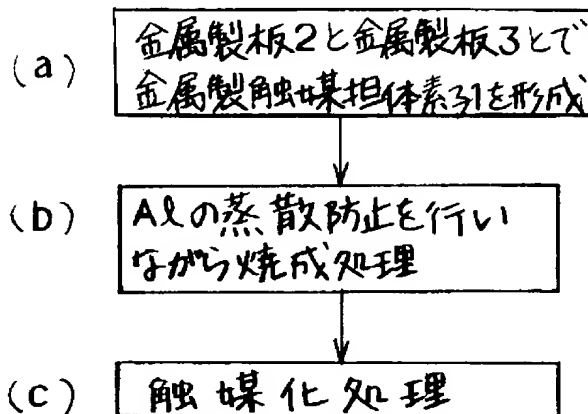 (a)
金属製板2と金属製板3とで
金属製触媒担体素子1を形成
(b)
Alの蒸散防止を行い
ながら焼成処理
(c)
触媒化処理